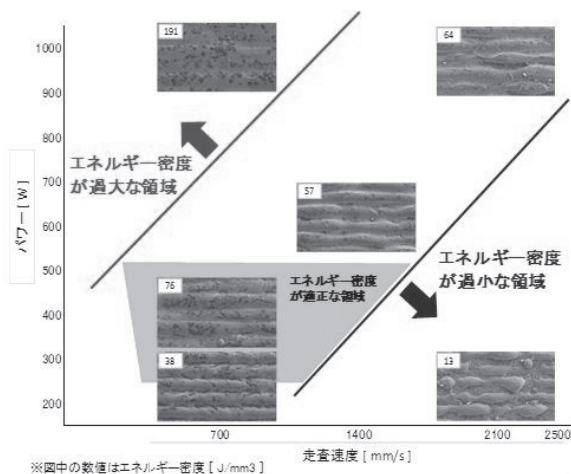 1000
900
800
700
600
500
400
300
200
パワー [ W ]
191
64
エネルギー密度
が過大な領域
57
エネルギー密度
が過小な領域
エネルギー密度
が適正な領域
76
38
13
700
1400
2100
2500
走査速度 [ mm/s ]
※図中の数値はエネルギー密度 [ J/mm3 ]